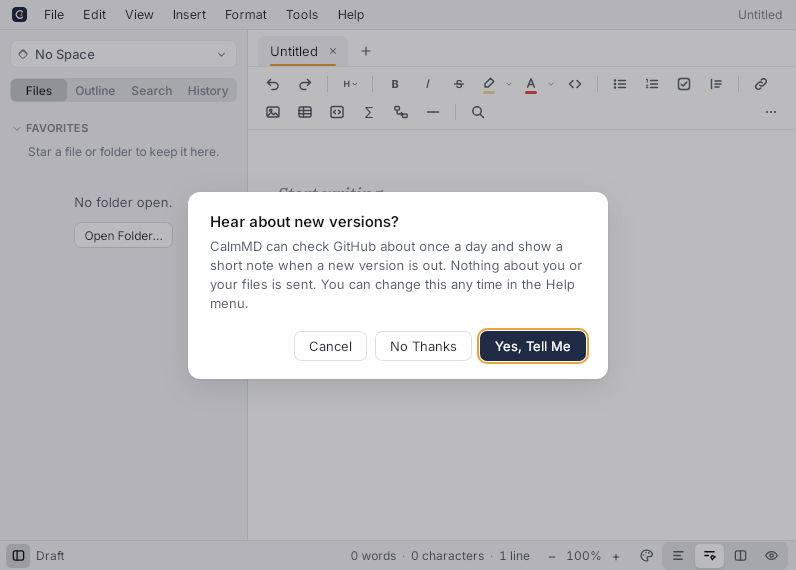 File Edit View Insert Format Tools Help Untitled
No Space
Untitled
Files Outline Search History
H B I S A
FAVORITES
Star a file or folder to keep it here.
No folder open.
Open Folder...
Start writing
Hear about new versions?
CalmMD can check GitHub about once a day and show a
short note when a new version is out. Nothing about you or
your files is sent. You can change this any time in the Help
menu.
Cancel No Thanks Yes, Tell Me
Draft 0 words · 0 characters · 1 line − 100% +